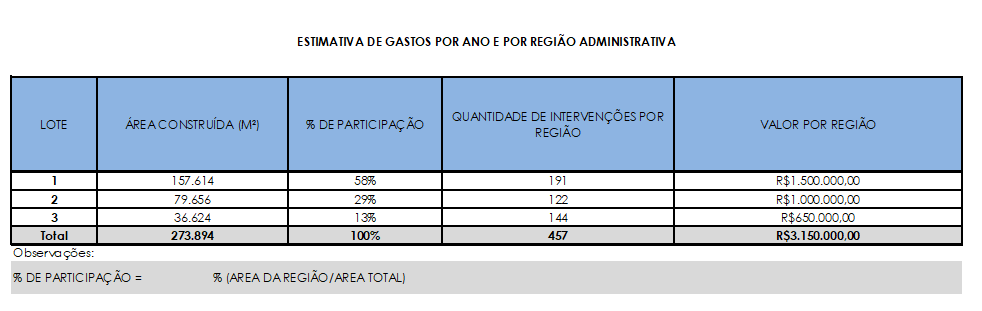 ESTIMATIVA DE GASTOS POR ANO E POR REGIÃO ADMINISTRATIVA
LOTE ÁREA CONSTRUÍDA (M²) % DE PARTICIPAÇÃO QUANTIDADE DE INTERVENÇÕES POR REGIÃO VALOR POR REGIÃO
1 157.614 58% 191 R$1.500.000,00
2 79.656 29% 122 R$1.000.000,00
3 36.624 13% 144 R$650.000,00
Total 273.894 100% 457 R$3.150.000,00
Observações:
% DE PARTICIPAÇÃO = % (AREA DA REGIÃO/AREA TOTAL)